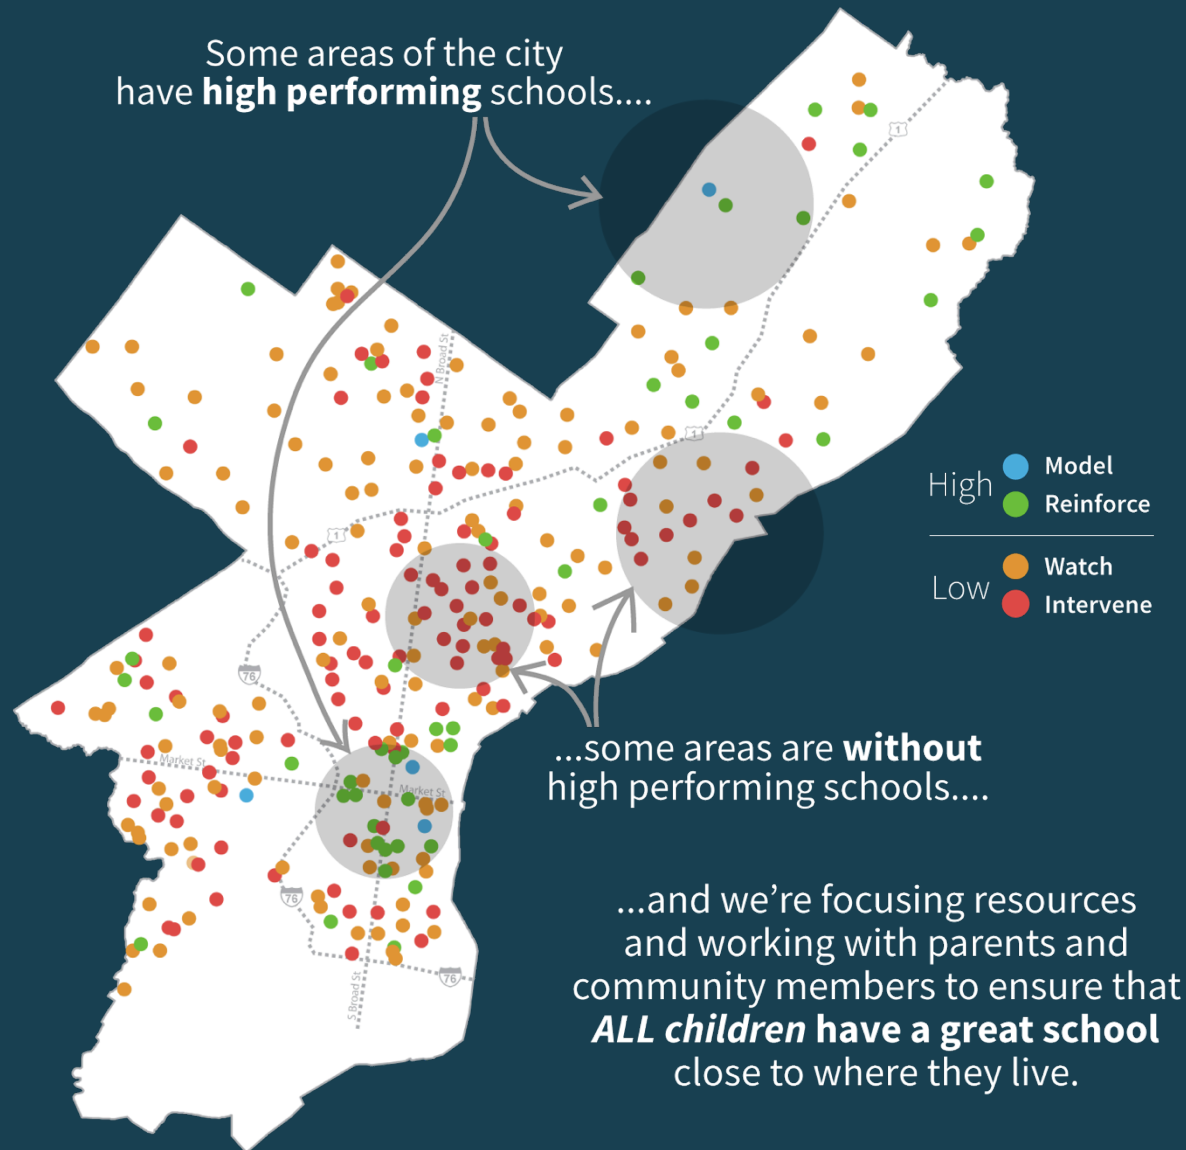 Some areas of the city
have high performing schools....
1
N Broad St
1
High
Model
Reinforce
Low
Watch
Intervene
1
76
Market St
Market St
...some areas are without
high performing schools....
76
...and we’re focusing resources
and working with parents and
community members to ensure that
ALL children have a great school
close to where they live.
76
S Broad St